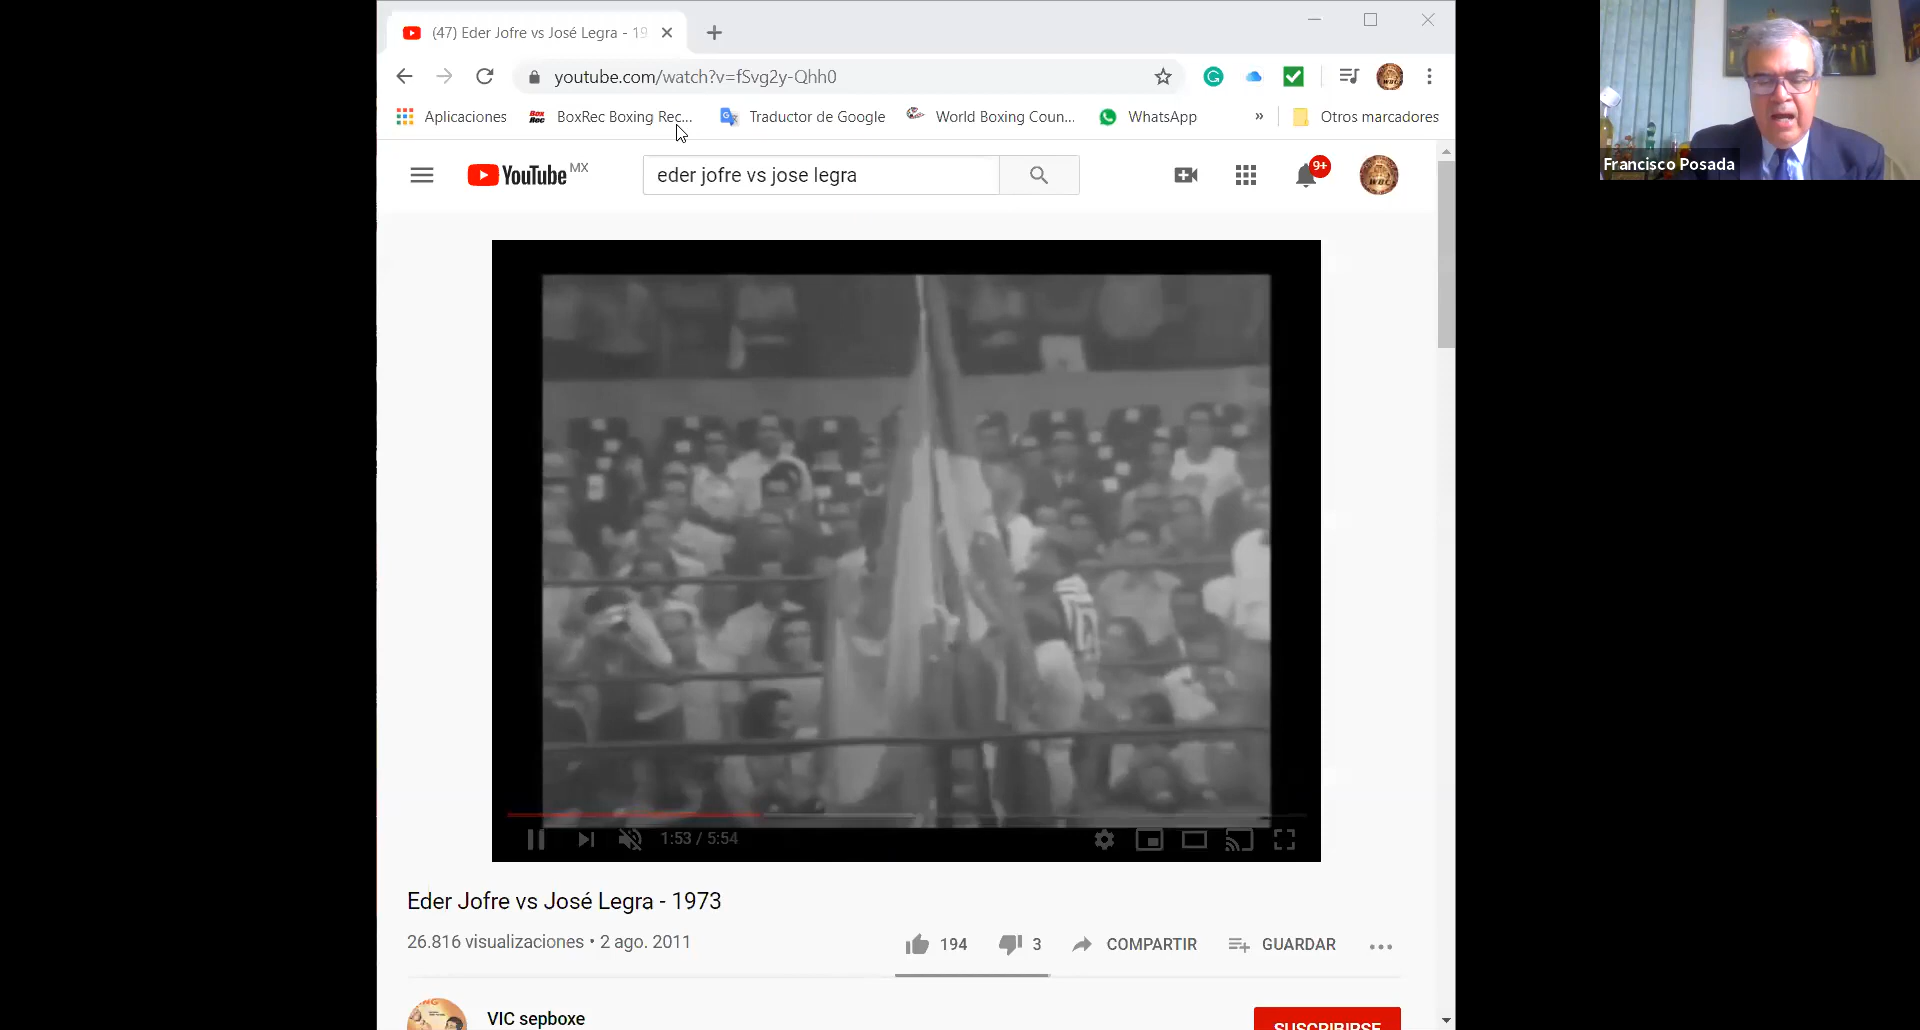 (47) Eder Jofre vs José Legra - 19
youtube.com/watch?v=fSvg2y-Qhh0
Aplicaciones
BoxRec Boxing Rec...
Traductor de Google
World Boxing Coun...
WhatsApp
»
Otros marcadores
YouTube MX
eder jofre vs jose legra
9+
Francisco Posada
1:53 / 5:54
Eder Jofre vs José Legra - 1973
26.816 visualizaciones • 2 ago. 2011
194
3
COMPARTIR
GUARDAR
VIC sepboxe
SUSCRIBIRSE